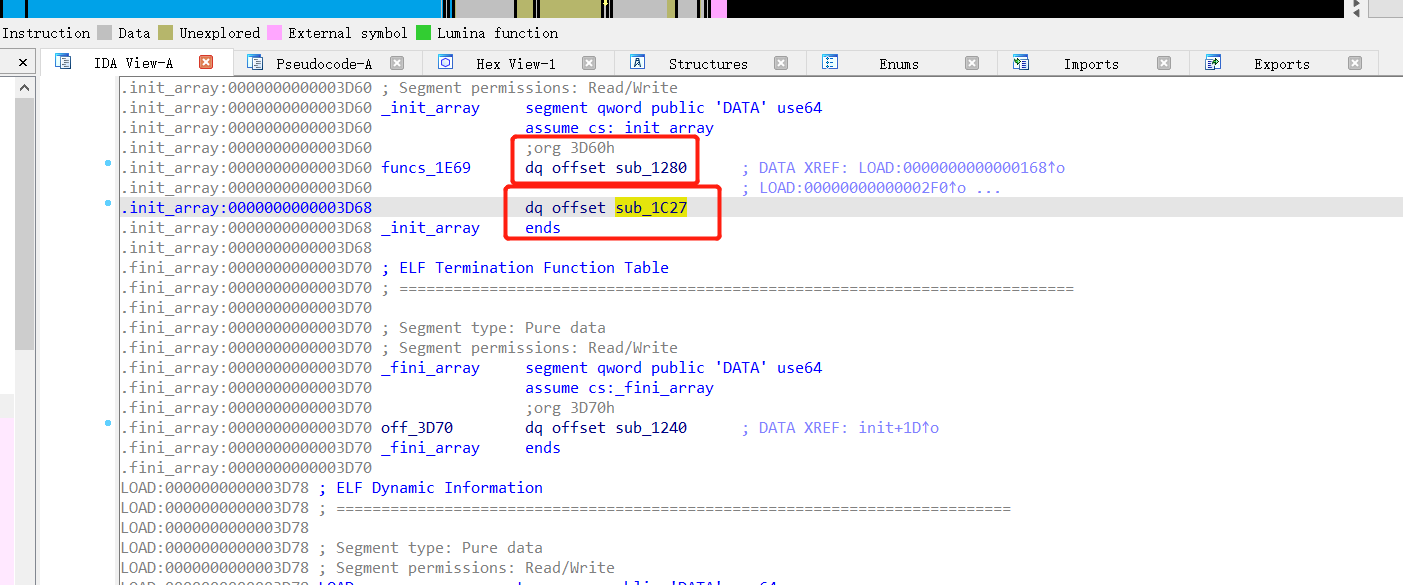 Instruction Data Unexplored External symbol Lumina function
IDA View-A Pseudocode-A Hex View-1 Structures Enums Imports Exports
.init_array:0000000000003D60 ; Segment permissions: Read/Write
.init_array:0000000000003D60 _init_array segment qword public 'DATA' use64
.init_array:0000000000003D60 assume cs:_init_array
.init_array:0000000000003D60 ;org 3D60h
.init_array:0000000000003D60 funcs_1E69 dq offset sub_1280 ; DATA XREF: LOAD:0000000000000168↑o
.init_array:0000000000003D60 ; LOAD:00000000000002F0↑o ...
.init_array:0000000000003D68 dq offset sub_1C27
.init_array:0000000000003D68 _init_array ends
.init_array:0000000000003D68
.fini_array:0000000000003D70 ; ELF Termination Function Table
.fini_array:0000000000003D70 ; ===========================================================================
.fini_array:0000000000003D70
.fini_array:0000000000003D70 ; Segment type: Pure data
.fini_array:0000000000003D70 ; Segment permissions: Read/Write
.fini_array:0000000000003D70 _fini_array segment qword public 'DATA' use64
.fini_array:0000000000003D70 assume cs:_fini_array
.fini_array:0000000000003D70 ;org 3D70h
.fini_array:0000000000003D70 off_3D70 dq offset sub_1240 ; DATA XREF: init+1D↑o
.fini_array:0000000000003D70 _fini_array ends
.fini_array:0000000000003D70
LOAD:0000000000003D78 ; ELF Dynamic Information
LOAD:0000000000003D78 ; ===========================================================================
LOAD:0000000000003D78
LOAD:0000000000003D78 ; Segment type: Pure data
LOAD:0000000000003D78 ; Segment permissions: Read/Write